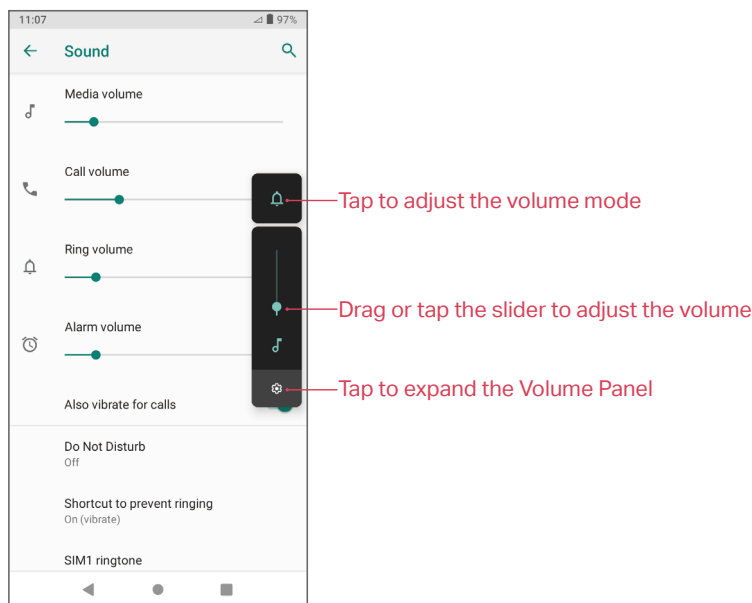 11:07
97%
Sound
Media volume
Call volume
Tap to adjust the volume mode
Ring volume
Drag or tap the slider to adjust the volume
Alarm volume
Tap to expand the Volume Panel
Also vibrate for calls
Do Not Disturb
Off
Shortcut to prevent ringing
On (vibrate)
SIM1 ringtone